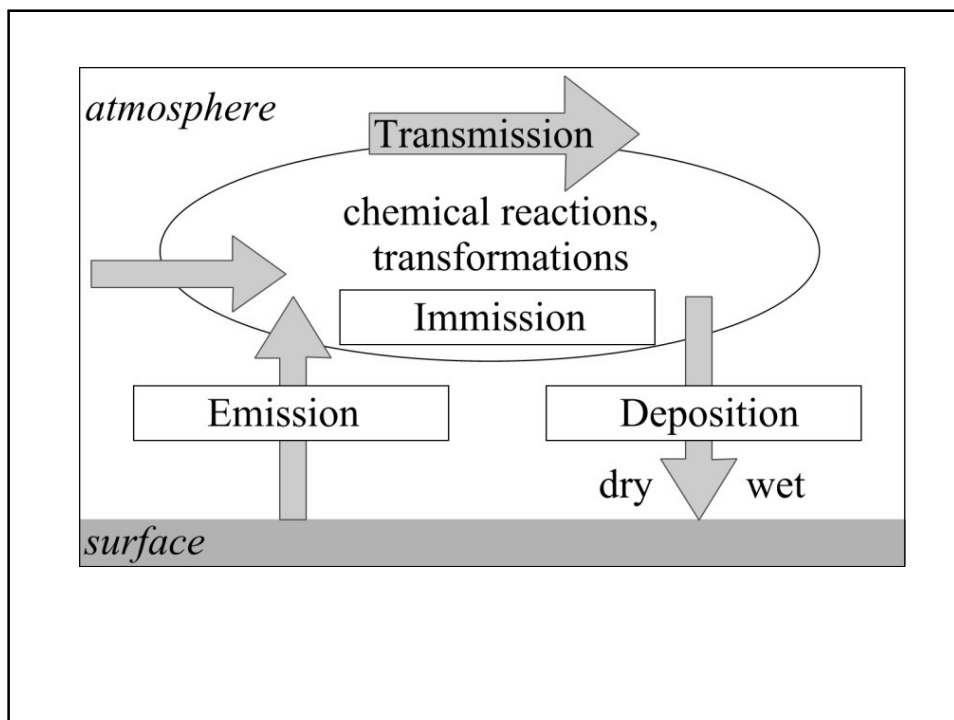 atmosphere
Transmission
chemical reactions,
transformations
Immission
Emission
Deposition
dry wet
surface